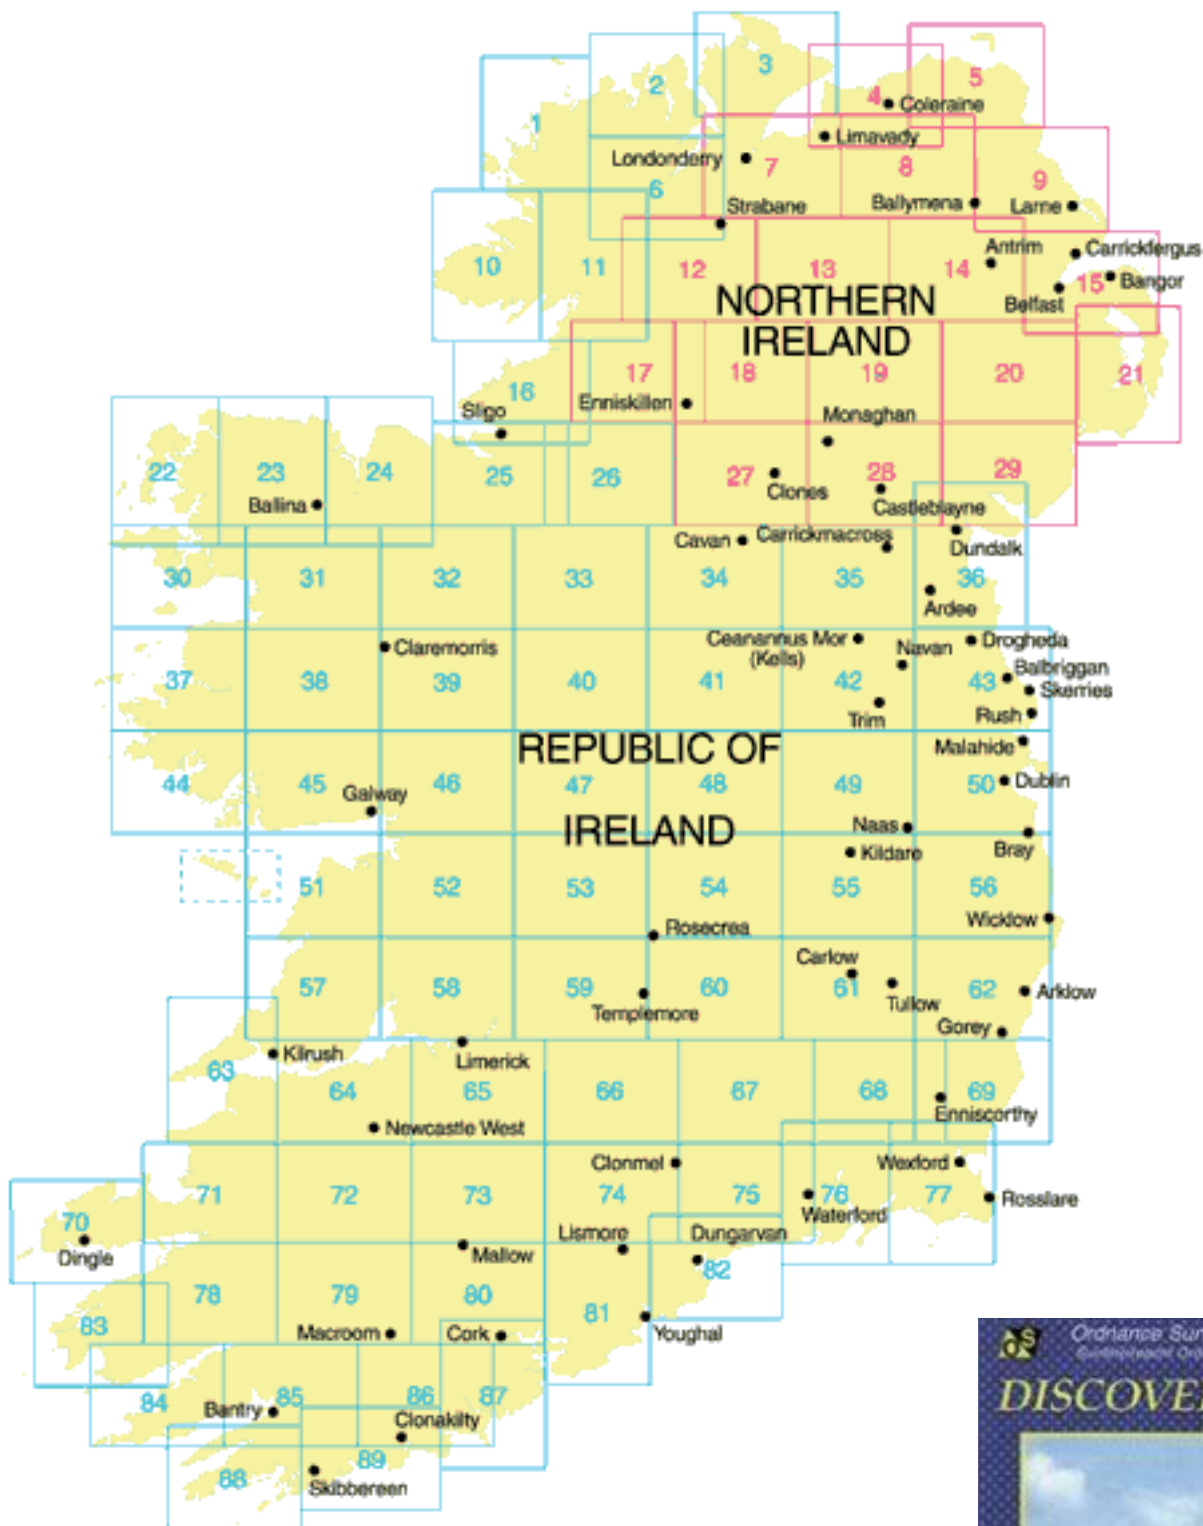 3
2
5
4
Coleraine
1
Limavady
Londonderry
7
8
9
6
Strabane
Ballymena
Larne
Antrim
Carrickfergus
10
11
12
13
14
15
Bangor
Belfast
NORTHERN
IRELAND
16
17
18
19
20
21
Sligo
Enniskillen
Monaghan
22
23
24
25
26
27
28
29
Clones
Ballina
Castleblayne
Cavan
Carrickmacross
Dundalk
30
31
32
33
34
35
36
Ardee
Claremorris
Ceanannus Mor
(Kells)
Navan
Drogheda
Balbriggan
37
38
39
40
41
42
43
Skerries
Trim
Rush
REPUBLIC OF
Malahide
44
45
46
47
48
49
50
Dublin
Galway
IRELAND
Naas
Kildare
Bray
51
52
53
54
55
56
Rosecrea
Wicklow
Carlow
57
58
59
60
61
62
Arklow
Templemore
Tullow
Gorey
Kilrush
Limerick
63
64
65
66
67
68
69
Enniscorthy
Newcastle West
Clonmel
Wexford
71
72
73
74
75
76
77
Rosslare
Waterford
70
Dingle
Lismore
Dungarvan
Mallow
82
78
79
80
81
83
Macroom
Cork
Youghal
84
85
86
87
Bantry
Clonakilty
89
88
Skibbereen
Ordnance Sur
DISCOVE